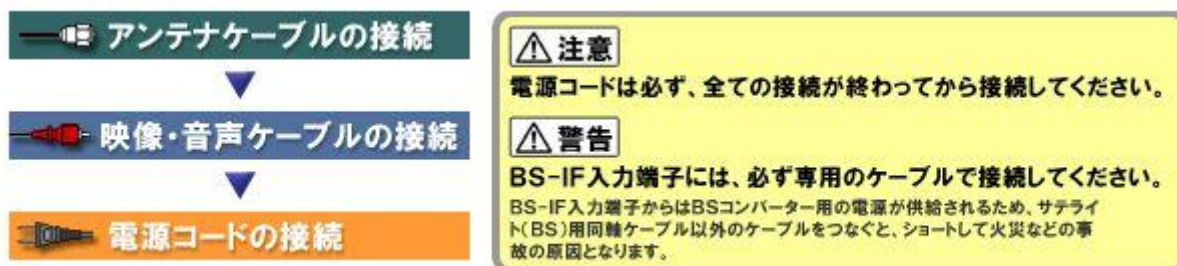 アンテナケーブルの接続
映像・音声ケーブルの接続
電源コードの接続
注意
電源コードは必ず、全ての接続が終わってから接続してください。
警告
BS-IF入力端子には、必ず専用のケーブルで接続してください。
BS-IF入力端子からはBSコンバーター用の電源が供給されるため、サテライ
ト(BS)用同軸ケーブル以外のケーブルをつなぐと、ショートして火災などの事
故の原因となります。